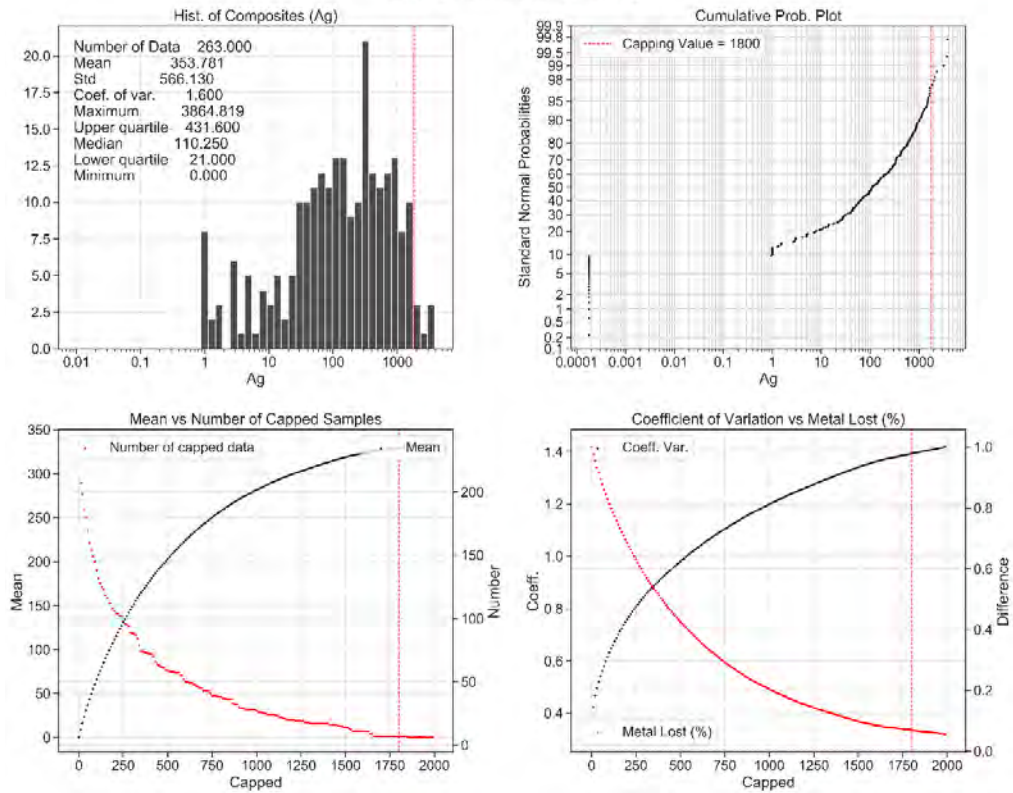 Hist. of Composites (Ag)
Number of Data 263.000
Mean 353.781
Std 566.130
Coef. of var. 1.600
Maximum 3864.819
Upper quartile 431.600
Median 110.250
Lower quartile 21.000
Minimum 0.000
20.0
17.5
15.0
12.5
10.0
7.5
5.0
2.5
0.0
0.01 0.1 1 10 100 1000
Ag
Cumulative Prob. Plot
Capping Value = 1800
Standard Normal Probabilities
99.9
99.8
99.5
99
98
95
90
80
70
60
50
40
30
20
10
5
2
1
0.5
0.2
0.1
0.0001 0.001 0.01 0.1 1 10 100 1000
Ag
Mean vs Number of Capped Samples
Number of capped data
Mean
Mean
350
300
250
200
150
100
50
0
200
150
100
50
0
Number
0 250 500 750 1000 1250 1500 1750 2000
Capped
Coefficient of Variation vs Metal Lost (%)
Coeff. Var.
Metal Lost (%)
Coeff.
1.4
1.2
1.0
0.8
0.6
0.4
1.0
0.8
0.6
0.4
0.2
0.0
Difference
0 250 500 750 1000 1250 1500 1750 2000
Capped